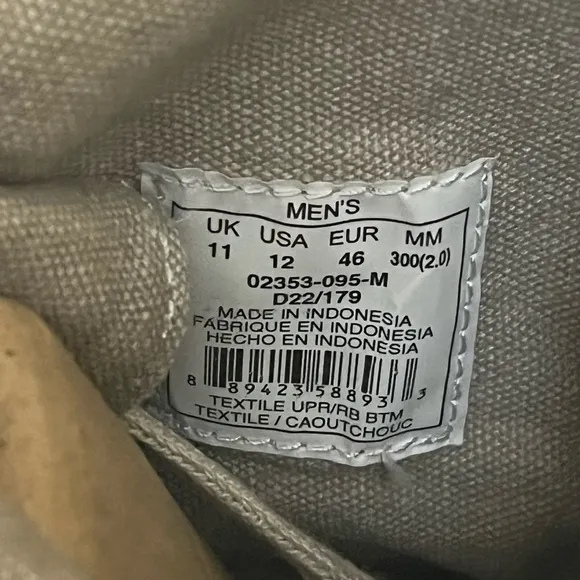 MEN'S
UK USA EUR MM
11 12 46 300(2.0)
02353-095-M
D22/179
MADE IN INDONESIA
FABRIQUE EN INDONESIA
HECHO EN INDONESIA
8 89423 58893 3
TEXTILE UPR/RB BTM
TEXTILE / CAOUTCHOUC